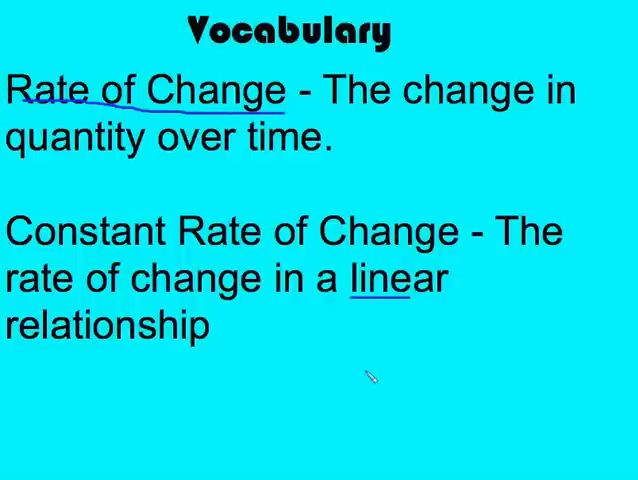 Vocabulary
Rate of Change - The change in
quantity over time.
Constant Rate of Change - The
rate of change in a linear
relationship